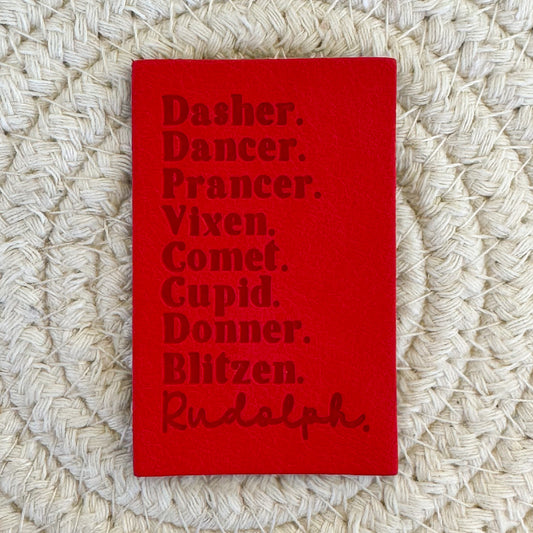 Dasher.
Dancer.
Prancer.
Vixen.
Comet.
Cupid.
Donner.
Blitzen.
Rudolph.